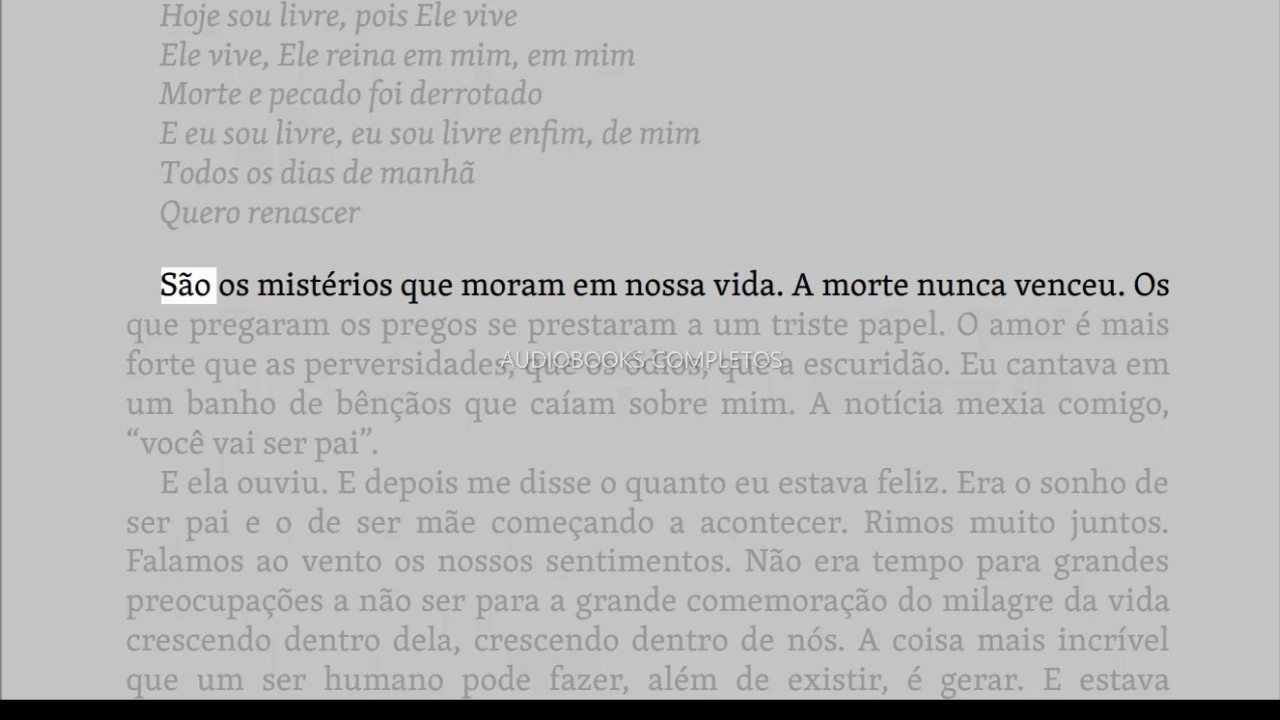 Hoje sou livre, pois Ele vive
Ele vive, Ele reina em mim, em mim
Morte e pecado foi derrotado
E eu sou livre, eu sou livre enfim, de mim
Todos os dias de manhã
Quero renascer
São os mistérios que moram em nossa vida. A morte nunca venceu. Os
que pregaram os pregos se prestaram a um triste papel. O amor é mais
forte que as perversidades, que os ódios, que a escuridão. Eu cantava em
AUDIOBOOKS COMPLETOS
um banho de bênçãos que caíam sobre mim. A notícia mexia comigo,
“você vai ser pai”.
E ela ouviu. E depois me disse o quanto eu estava feliz. Era o sonho de
ser pai e o de ser mãe começando a acontecer. Rimos muito juntos.
Falamos ao vento os nossos sentimentos. Não era tempo para grandes
preocupações a não ser para a grande comemoração do milagre da vida
crescendo dentro dela, crescendo dentro de nós. A coisa mais incrível
que um ser humano pode fazer, além de existir, é gerar. E estava